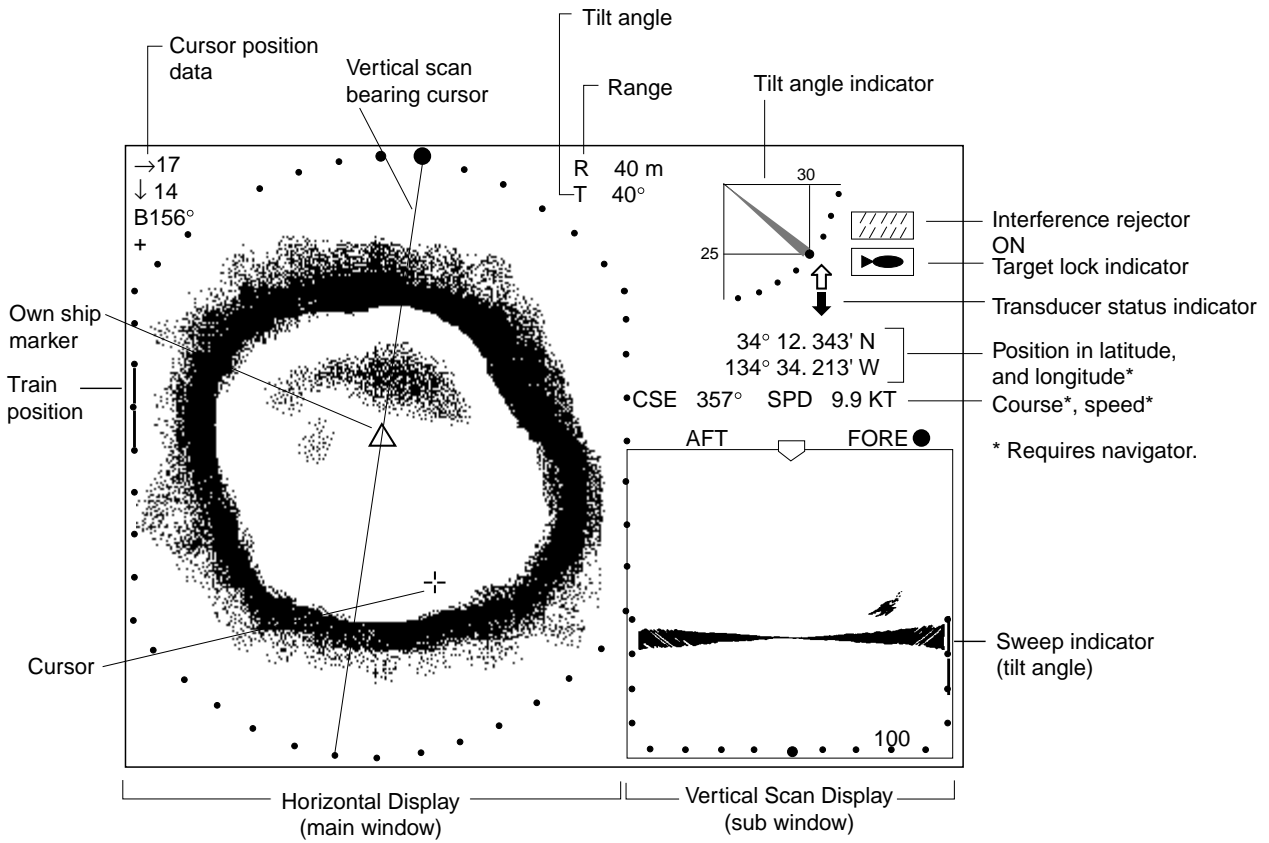 Tilt angle
Cursor position
data
Vertical scan
bearing cursor
Range
Tilt angle indicator
→17
↓ 14
B156°
+
R 40 m
T 40°
30
25
Interference rejector
ON
Target lock indicator
Transducer status indicator
Own ship
marker
Train
position
34° 12. 343' N
134° 34. 213' W
Position in latitude,
and longitude*
CSE 357° SPD 9.9 KT
Course*, speed*
AFT FORE
* Requires navigator.
Cursor
Sweep indicator
(tilt angle)
100
Horizontal Display
(main window)
Vertical Scan Display
(sub window)